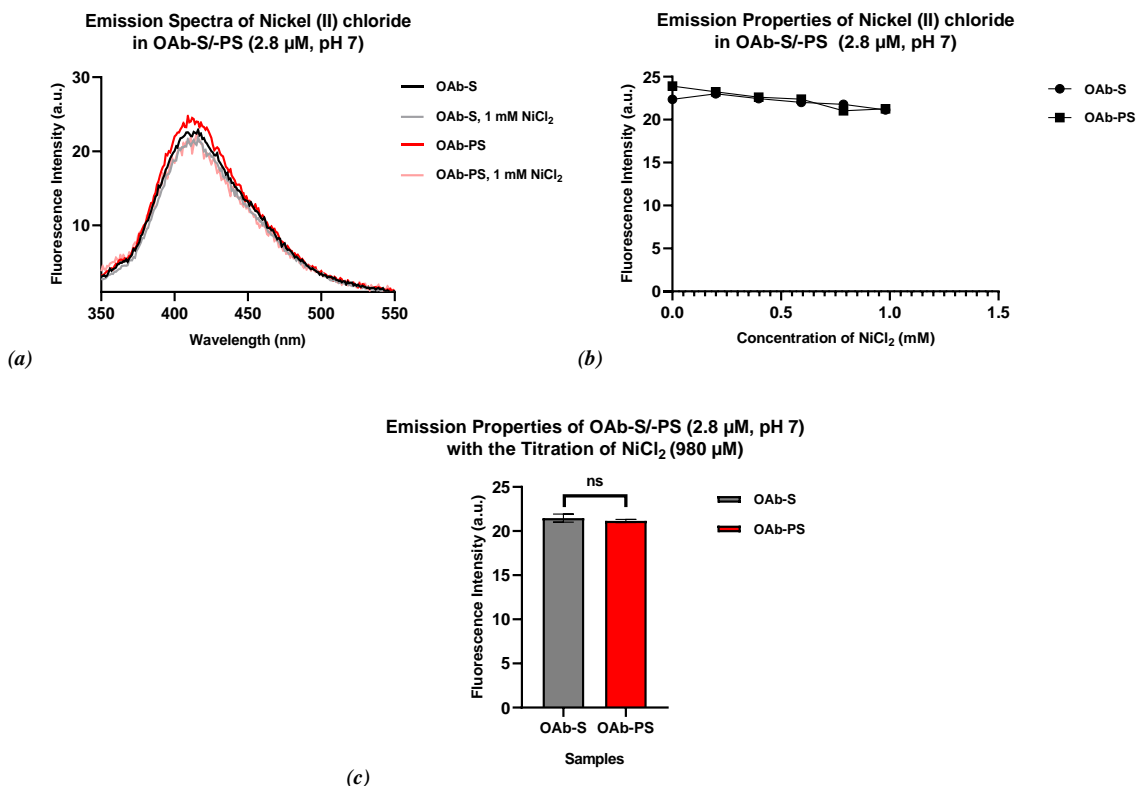 Emission Spectra of Nickel (II) chloride
in OAb-S/-PS (2.8 µM, pH 7)
Fluorescence Intensity (a.u.)
30
20
10
350
400
450
500
550
Wavelength (nm)
OAb-S
OAb-S, 1 mM NiCl₂
OAb-PS
OAb-PS, 1 mM NiCl₂
(a)
Emission Properties of Nickel (II) chloride
in OAb-S/-PS (2.8 µM, pH 7)
Fluorescence Intensity (a.u.)
25
20
15
10
5
0
0.0
0.5
1.0
1.5
Concentration of NiCl₂ (mM)
OAb-S
OAb-PS
(b)
Emission Properties of OAb-S/-PS (2.8 µM, pH 7)
with the Titration of NiCl₂ (980 µM)
Fluorescence Intensity (a.u.)
25
20
15
10
5
0
ns
OAb-S
OAb-PS
Samples
OAb-S
OAb-PS
(c)